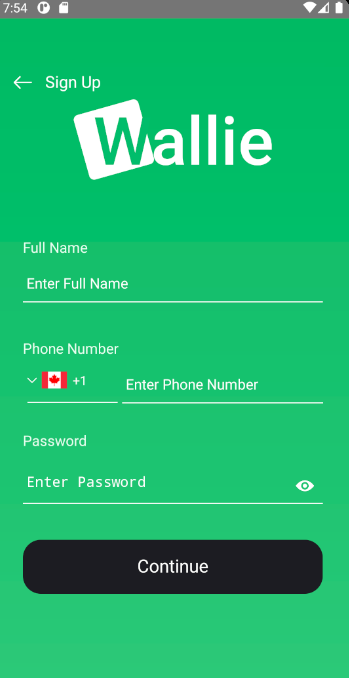 7:54
Sign Up
Wallie
Full Name
Enter Full Name
Phone Number
+1 Enter Phone Number
Password
Enter Password
Continue